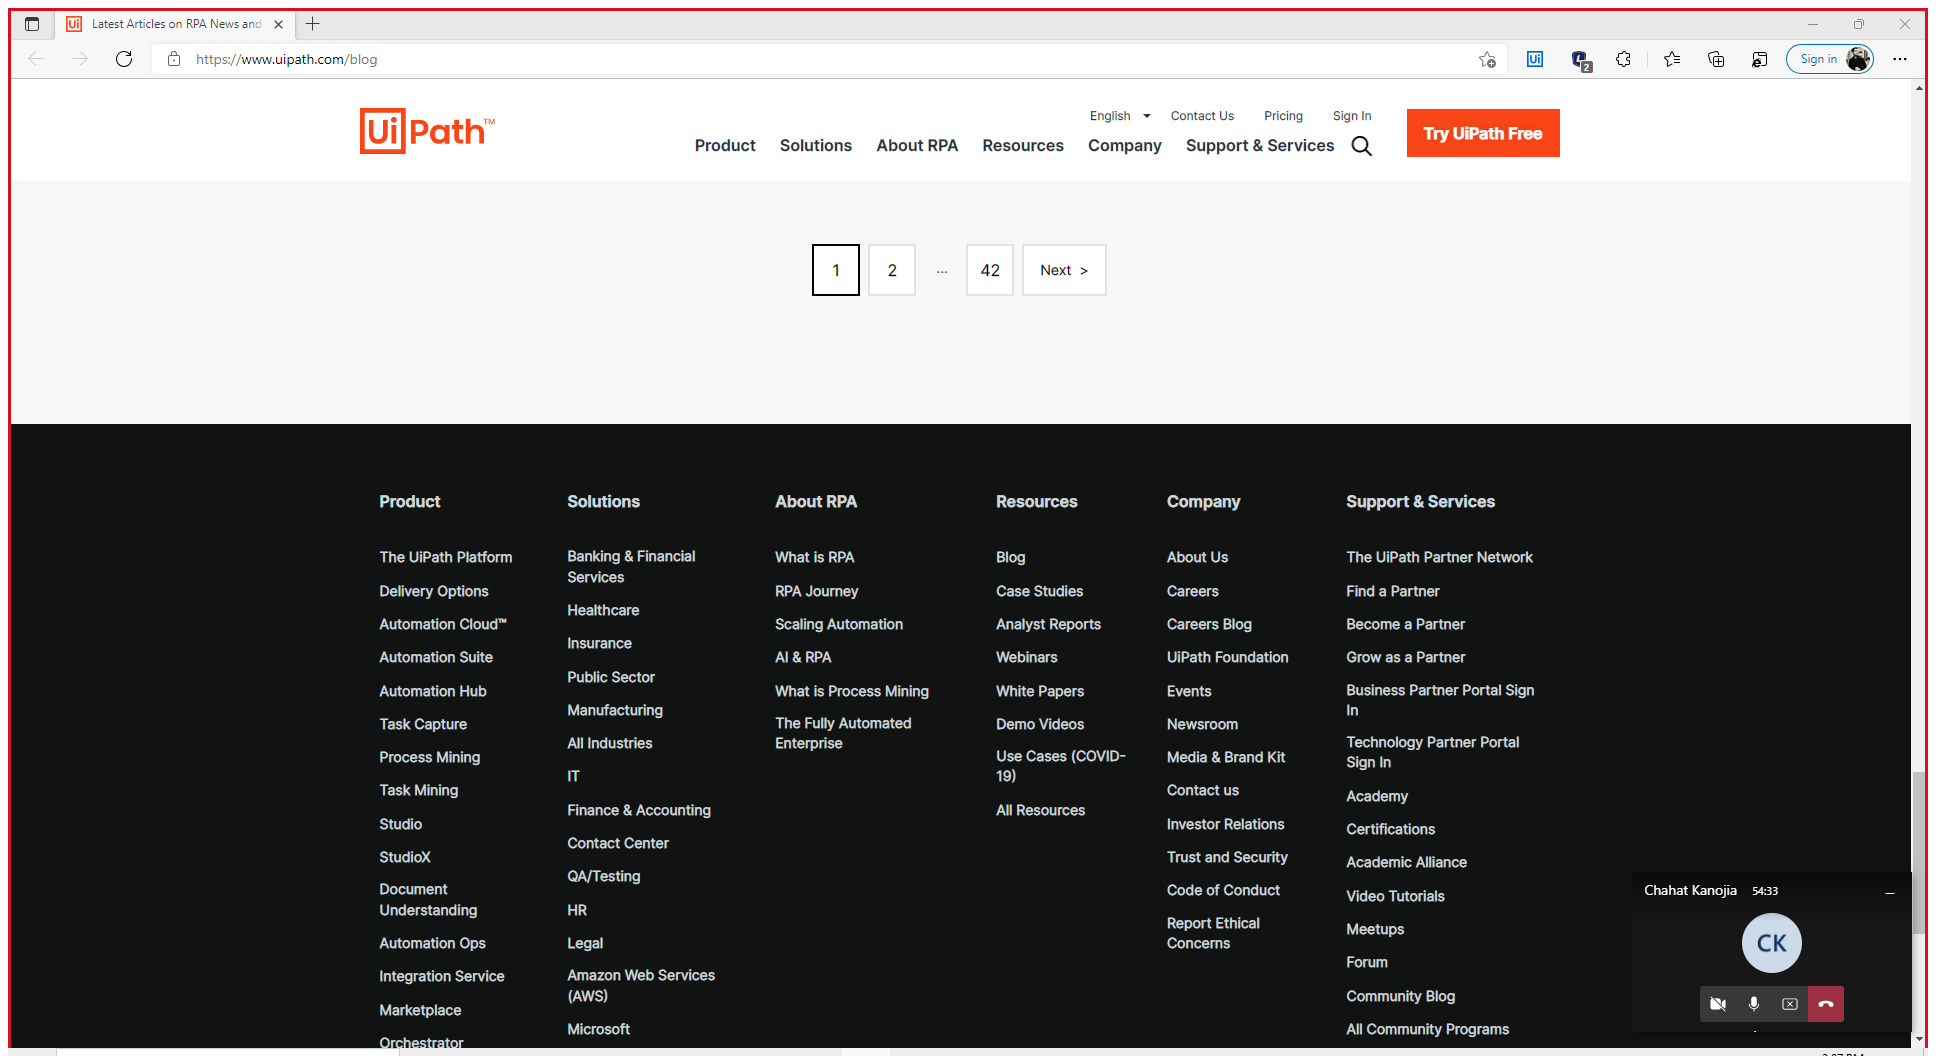 Latest Articles on RPA News and
https://www.uipath.com/blog
2
Sign in
UiPath™
English
Contact Us
Pricing
Sign In
Product
Solutions
About RPA
Resources
Company
Support & Services
Try UiPath Free
1
2
...
42
Next >
Product
The UiPath Platform
Delivery Options
Automation Cloud™
Automation Suite
Automation Hub
Task Capture
Process Mining
Task Mining
Studio
StudioX
Document
Understanding
Automation Ops
Integration Service
Marketplace
Orchestrator
Solutions
Banking & Financial
Services
Healthcare
Insurance
Public Sector
Manufacturing
All Industries
IT
Finance & Accounting
Contact Center
QA/Testing
HR
Legal
Amazon Web Services
(AWS)
Microsoft
About RPA
What is RPA
RPA Journey
Scaling Automation
AI & RPA
What is Process Mining
The Fully Automated
Enterprise
Resources
Blog
Case Studies
Analyst Reports
Webinars
White Papers
Demo Videos
Use Cases (COVID-
19)
All Resources
Company
About Us
Careers
Careers Blog
UiPath Foundation
Events
Newsroom
Media & Brand Kit
Contact us
Investor Relations
Trust and Security
Code of Conduct
Report Ethical
Concerns
Support & Services
The UiPath Partner Network
Find a Partner
Become a Partner
Grow as a Partner
Business Partner Portal Sign
In
Technology Partner Portal
Sign In
Academy
Certifications
Academic Alliance
Video Tutorials
Meetups
Forum
Community Blog
All Community Programs
Chahat Kanojia 54:33
CK